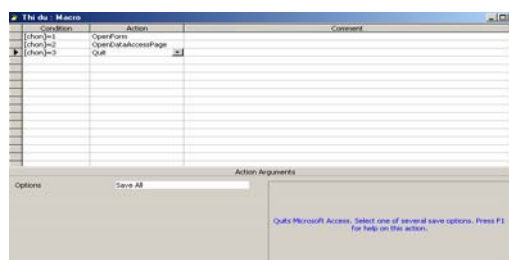 Thi du : Macro
Condition Action Comment
[chon]=1 OpenForm
[chon]=2 OpenDataAccessPage
[chon]=3 Quit
Action Arguments
Options Save All
Quits Microsoft Access. Select one of several save options. Press F1
for help on this action.